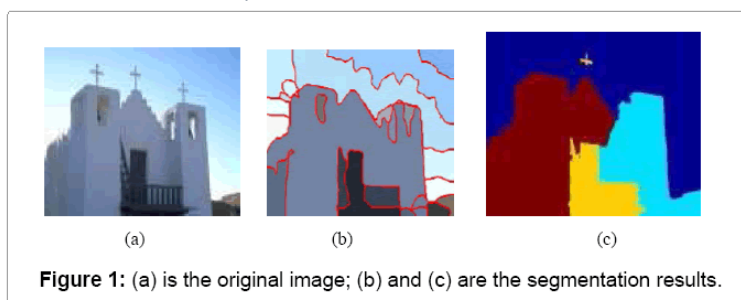 (a) (b) (c)
Figure 1: (a) is the original image; (b) and (c) are the segmentation results.